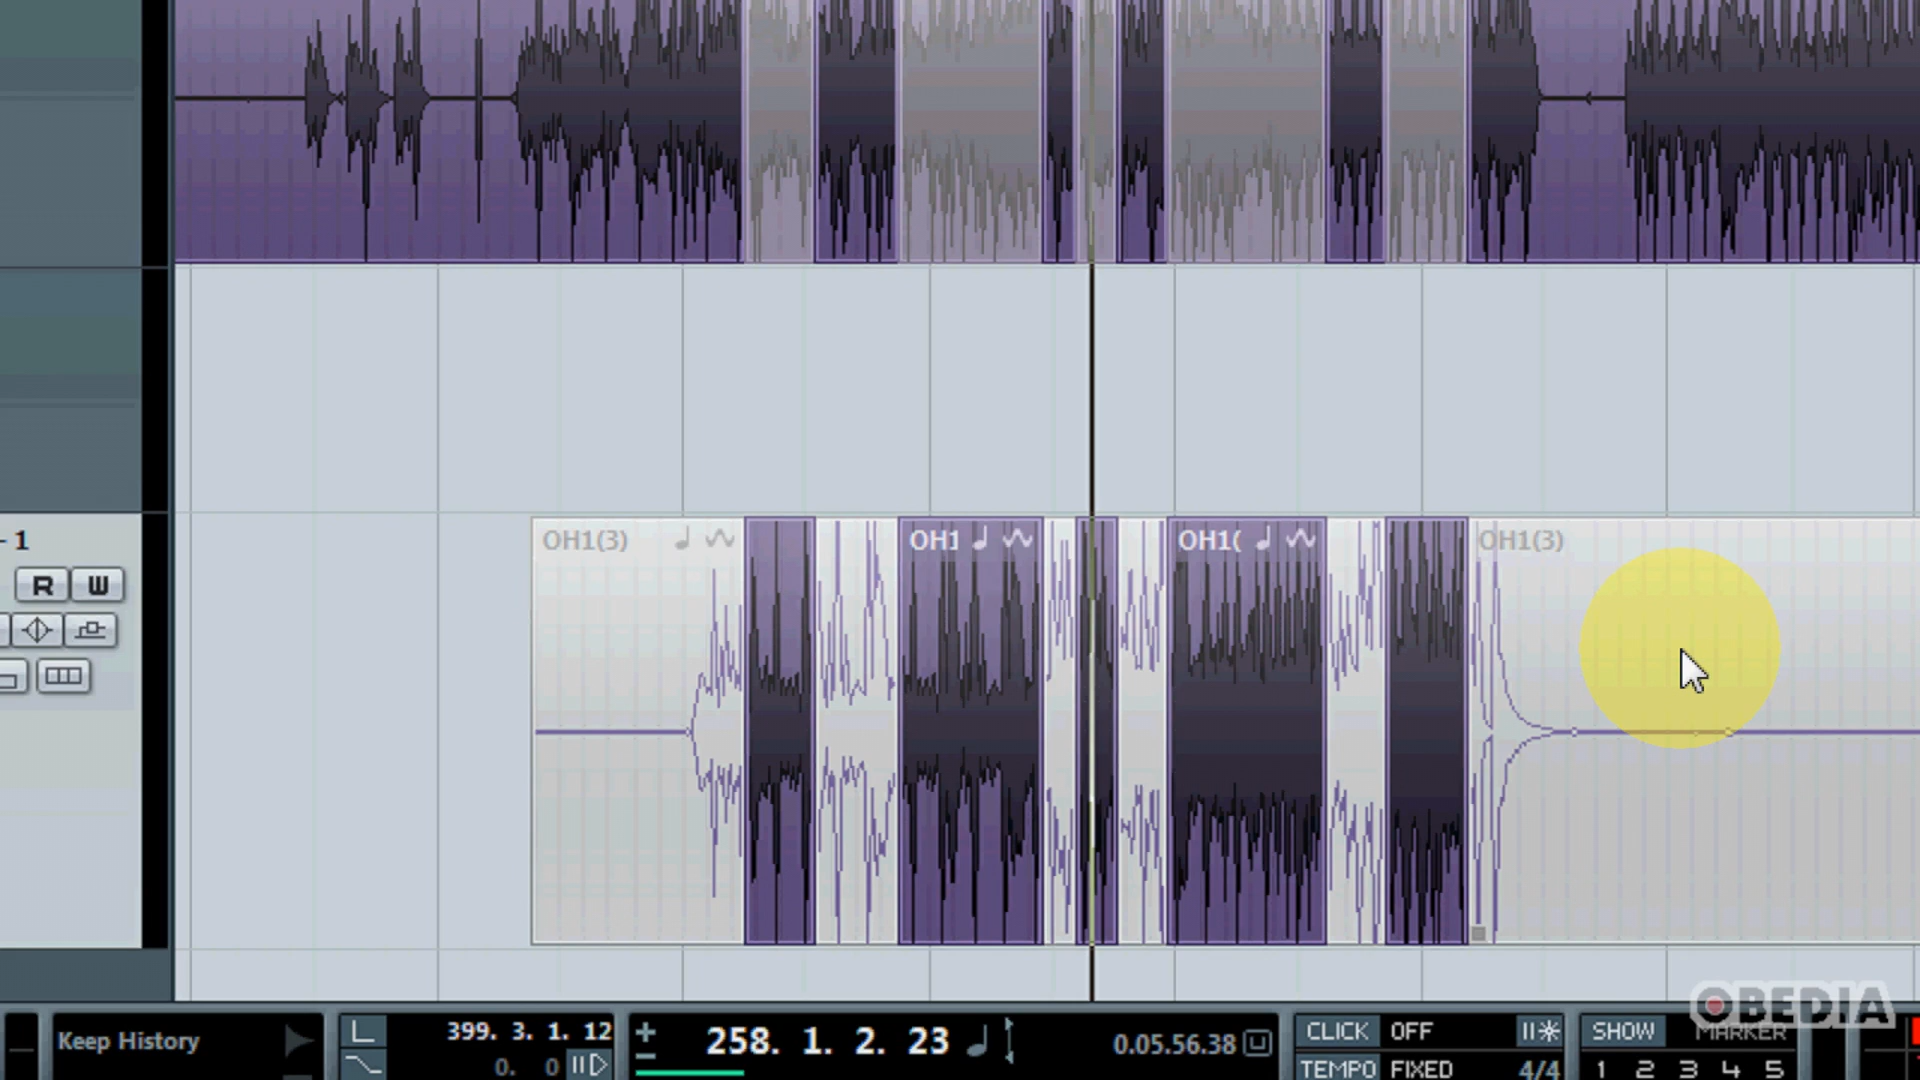 OH1(3)
OH1
OH1(
OH1(3)
- 1
R W
Keep History
399. 3. 1. 12
0. 0
258. 1. 2. 23
0.05.56.38
CLICK OFF
TEMPO FIXED 4/4
SHOW MARKER
1 2 3 4 5
OBEDIA